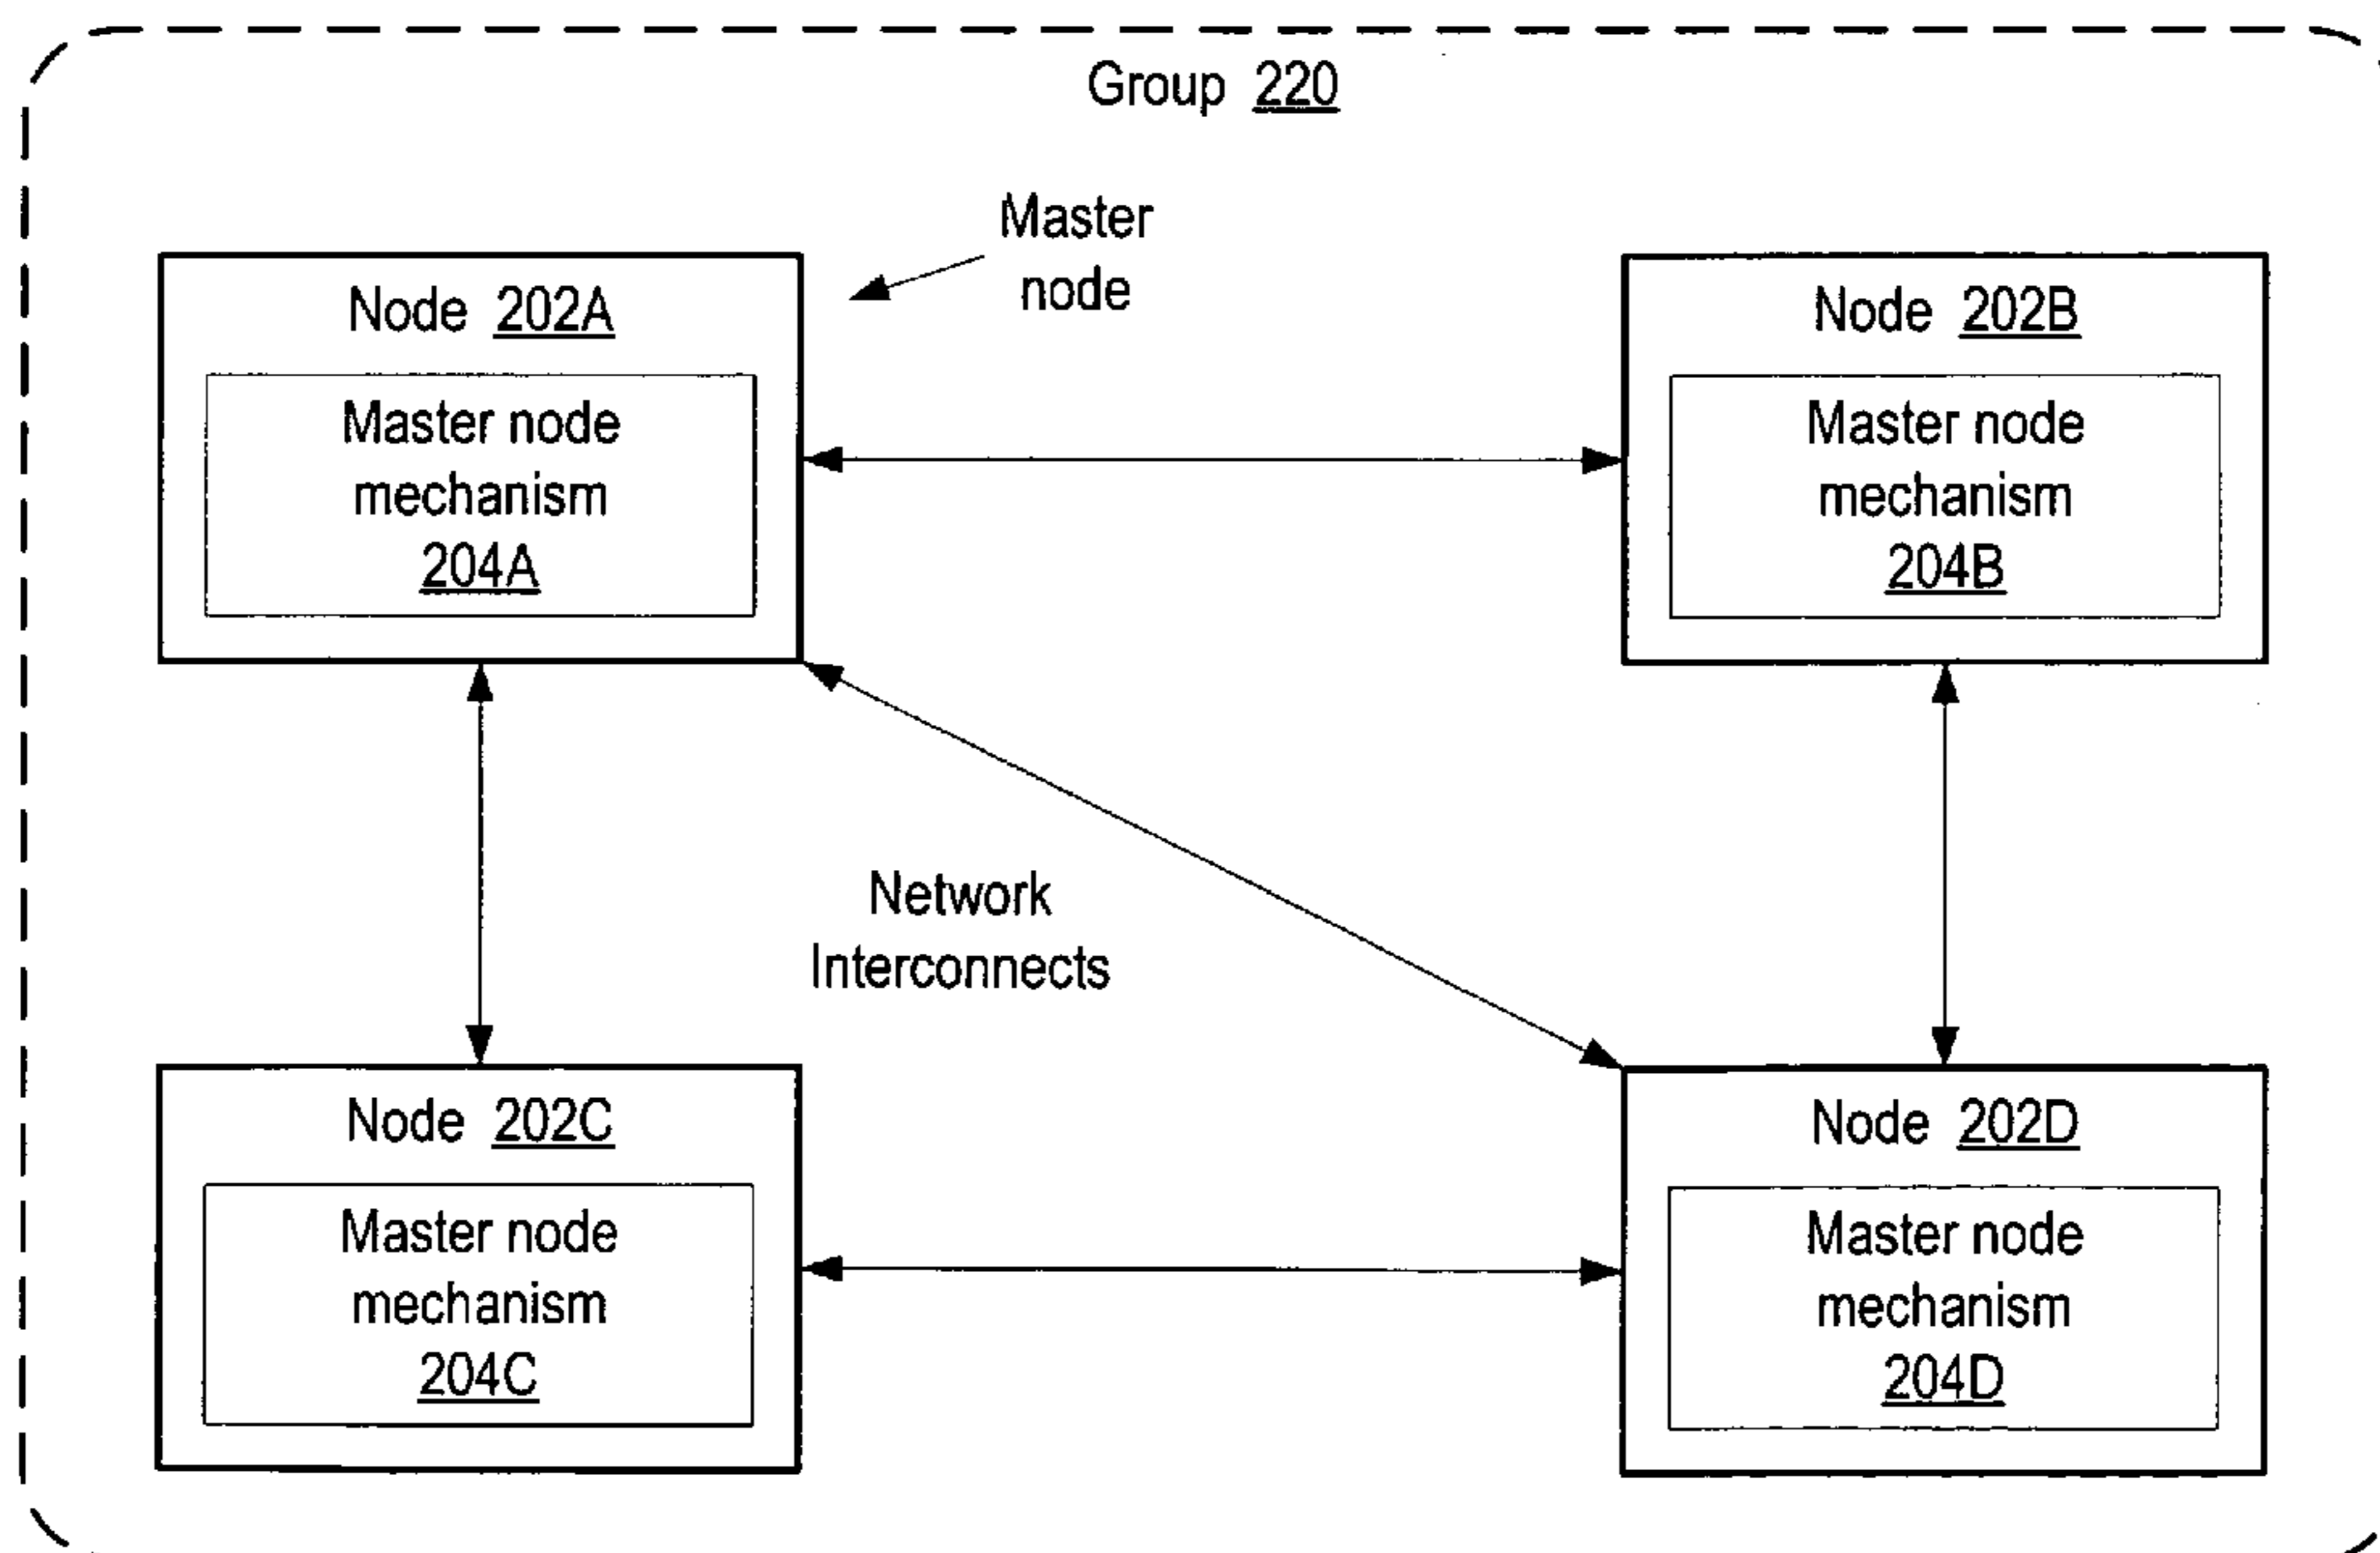 Group 220
Master
node
Node 202A
Master node
mechanism
204A
Node 202B
Master node
mechanism
204B
Network
Interconnects
Node 202C
Master node
mechanism
204C
Node 202D
Master node
mechanism
204D